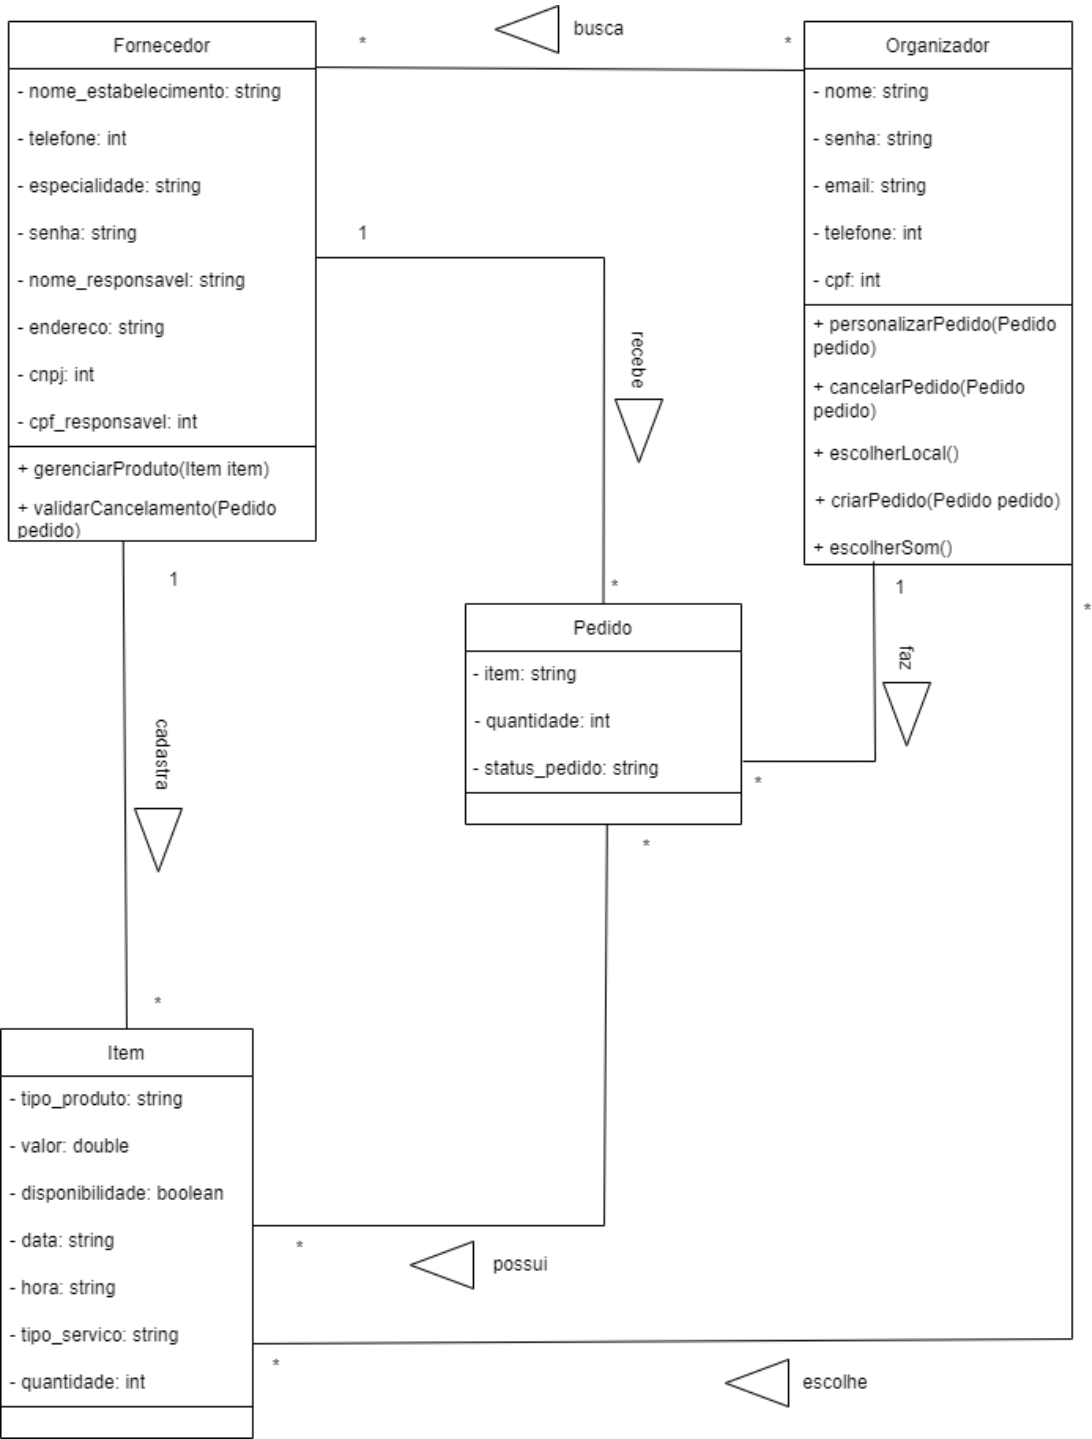 busca
*
*
Fornecedor
- nome_estabelecimento: string
- telefone: int
- especialidade: string
- senha: string
- nome_responsavel: string
- endereco: string
- cnpj: int
- cpf_responsavel: int
+ gerenciarProduto(Item item)
+ validarCancelamento(Pedido
pedido)
Organizador
- nome: string
- senha: string
- email: string
- telefone: int
- cpf: int
+ personalizarPedido(Pedido
pedido)
+ cancelarPedido(Pedido
pedido)
+ escolherLocal()
+ criarPedido(Pedido pedido)
+ escolherSom()
1
recebe
*
1
1
*
faz
Pedido
- item: string
- quantidade: int
- status_pedido: string
*
*
cadastra
*
Item
- tipo_produto: string
- valor: double
- disponibilidade: boolean
- data: string
- hora: string
- tipo_servico: string
- quantidade: int
*
possui
*
escolhe